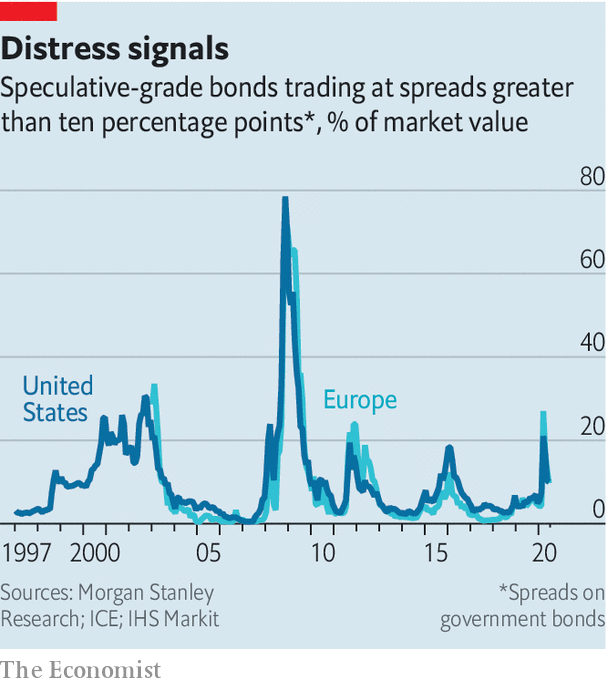 Distress signals
Speculative-grade bonds trading at spreads greater
than ten percentage points*, % of market value
80
60
40
United
States
Europe
20
0
1997 2000 05 10 15 20
Sources: Morgan Stanley
Research; ICE; IHS Markit
*Spreads on
government bonds
The Economist